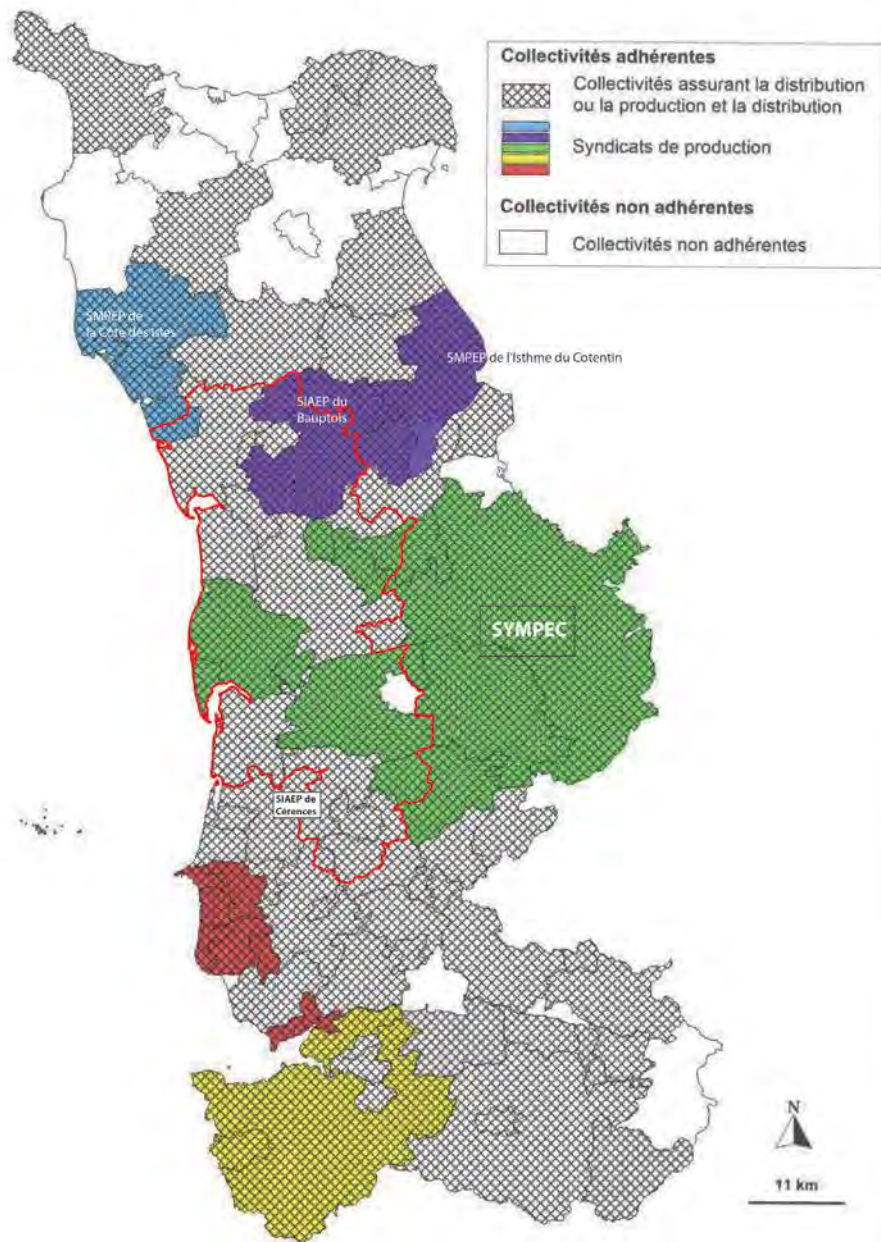 Collectivités adhérentes
Collectivités assurant la distribution
ou la production et la distribution
Syndicats de production
Collectivités non adhérentes
Collectivités non adhérentes
SMPEP de
la Côte des Isles
SMPEP de l'Isthme du Cotentin
SIAEP du
Bauptois
SYMPEC
SIAEP de
Cérences
N
11 km